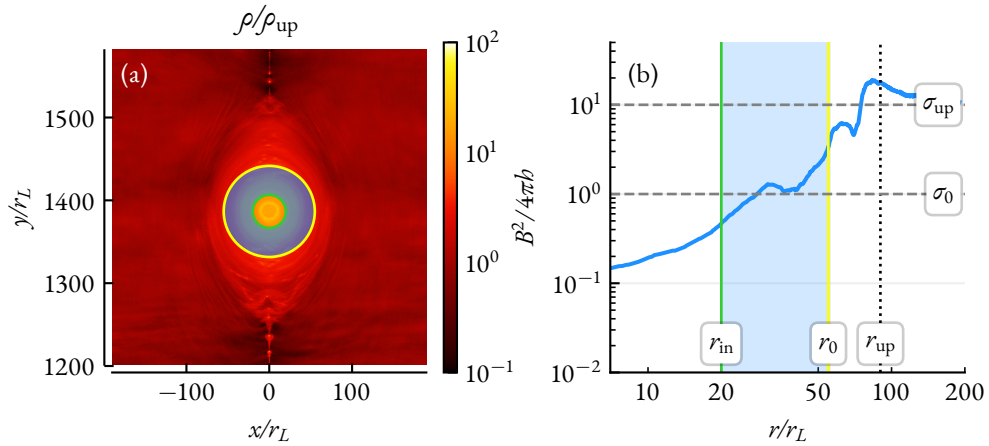 ρ/ρup
(a)
1500
1400
1300
1200
y/rL
−100
0
100
x/rL
10²
10¹
10⁰
10⁻¹
(b)
B²/4πh
10¹
10⁰
10⁻¹
10⁻²
σup
σ0
rin
r0
rup
10
20
50
100
200
r/rL